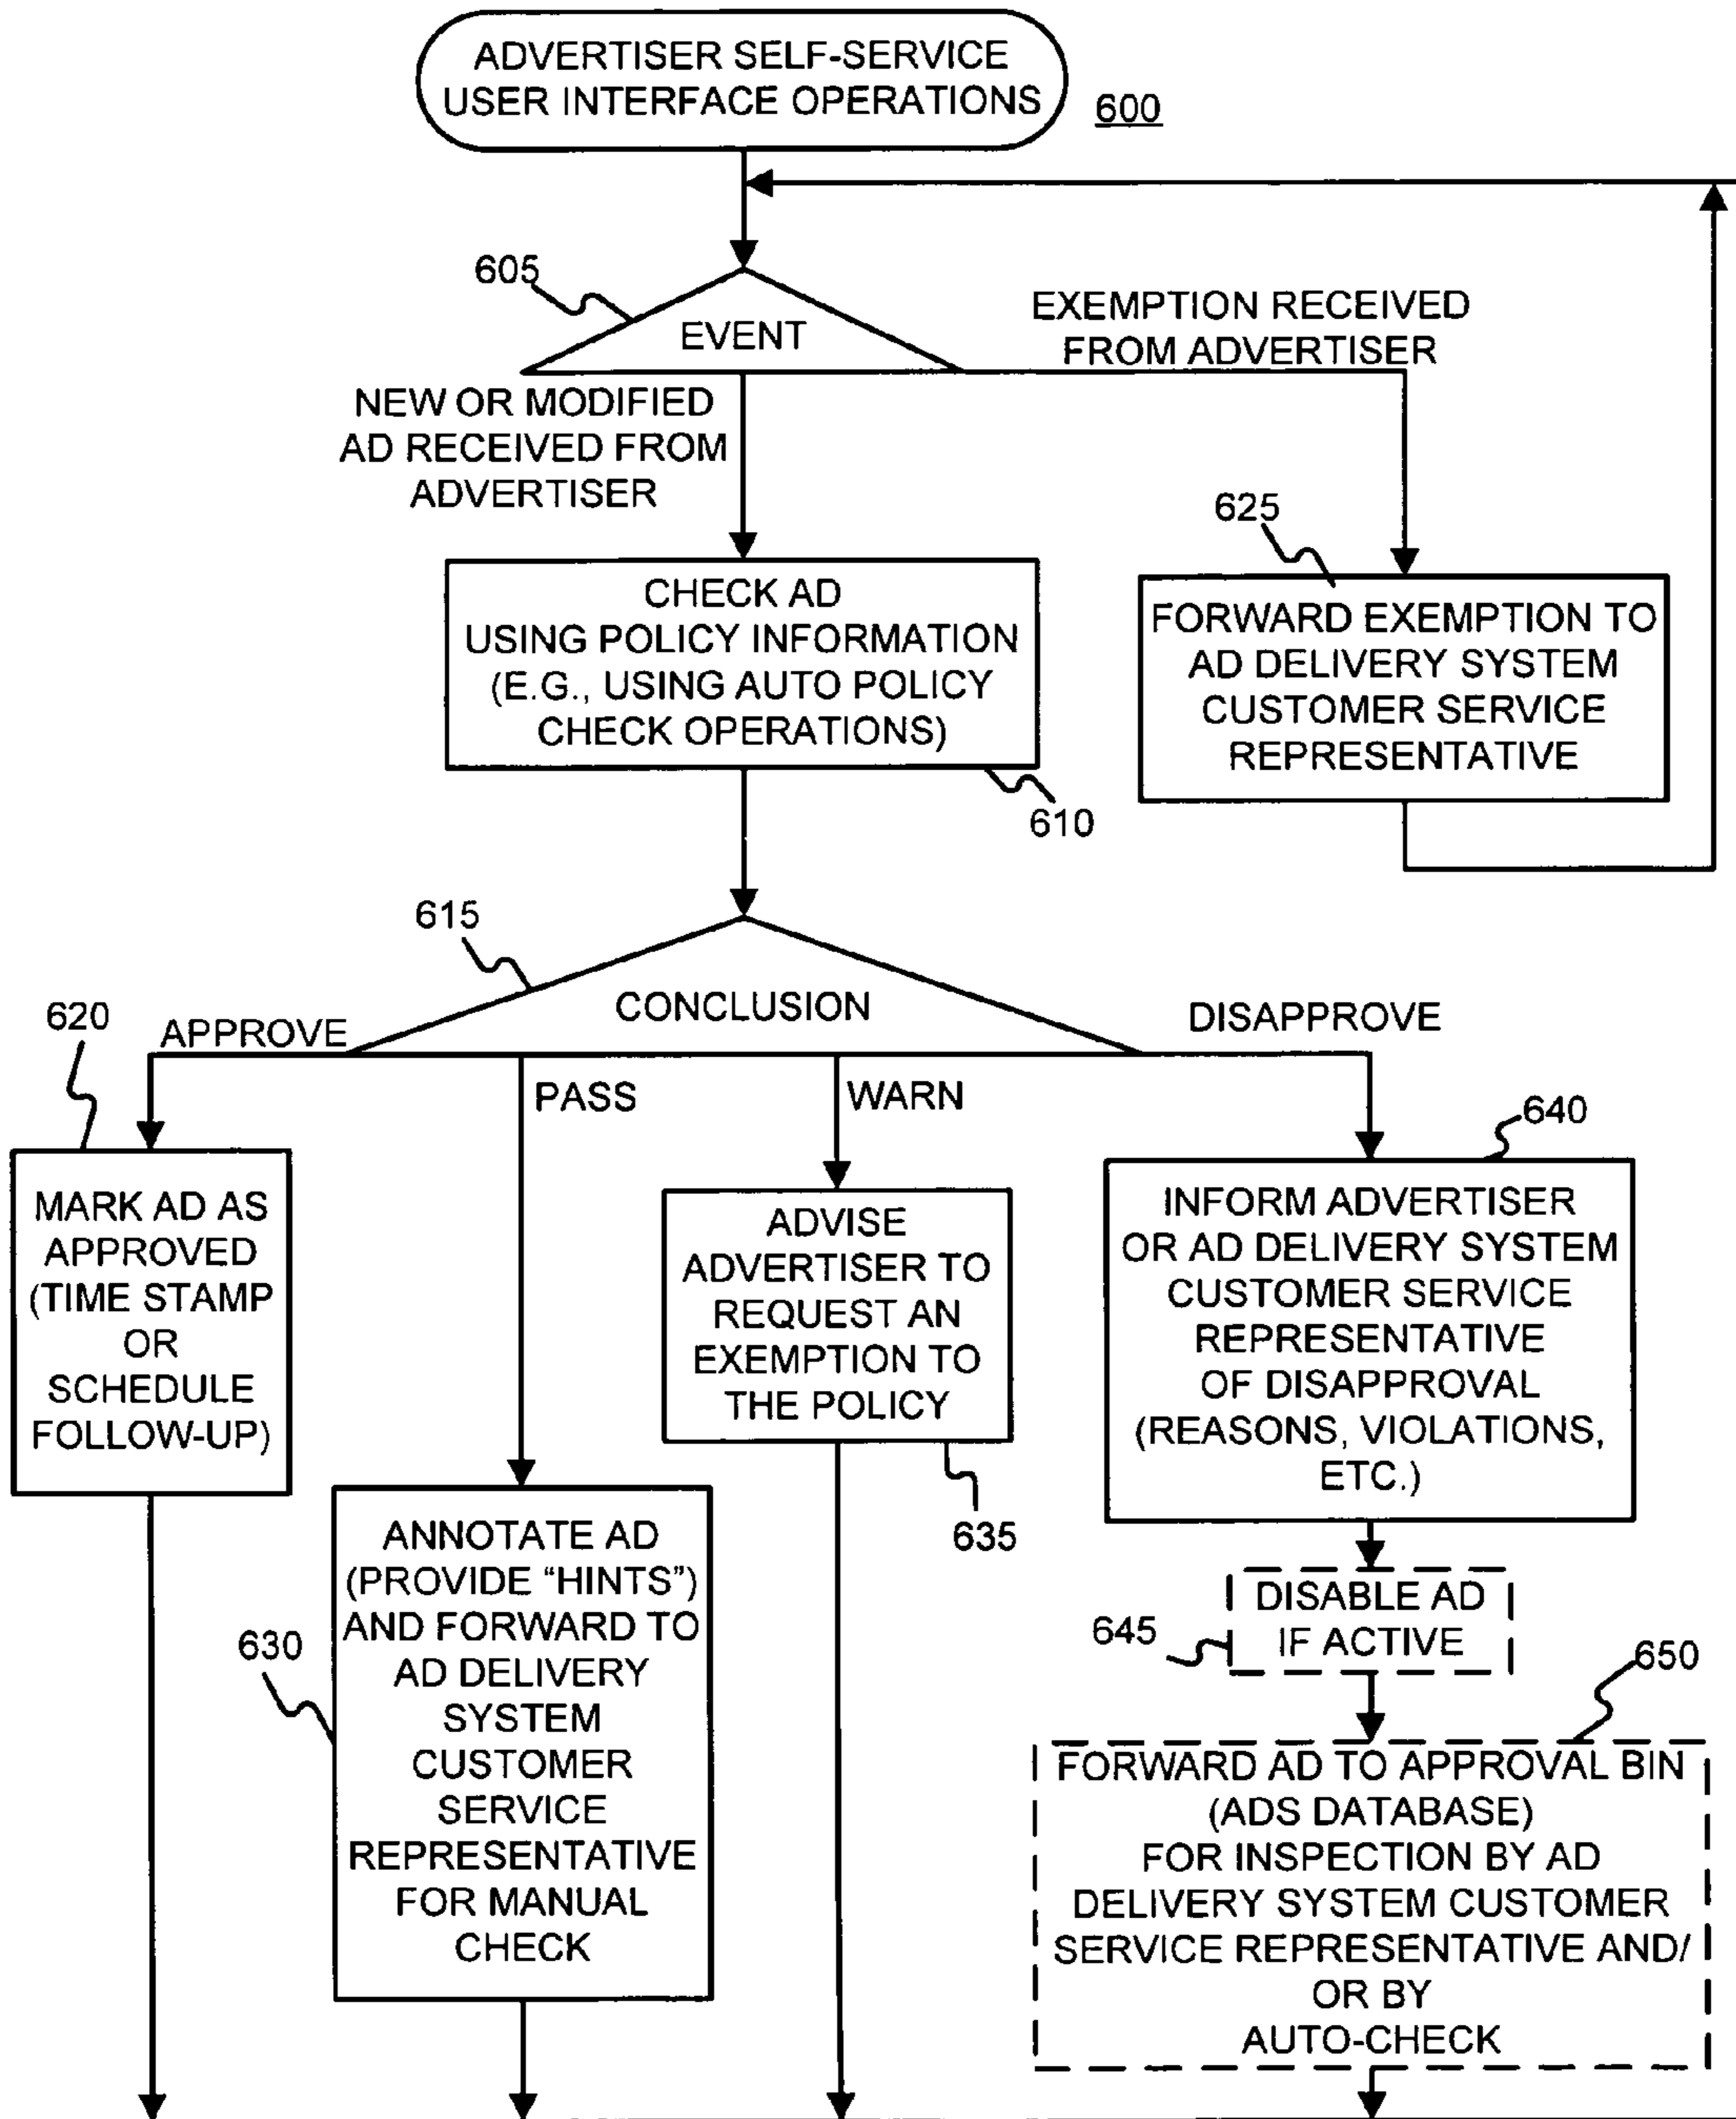 ADVERTISER SELF-SERVICE
USER INTERFACE OPERATIONS
600
605
EVENT
EXEMPTION RECEIVED
FROM ADVERTISER
NEW OR MODIFIED
AD RECEIVED FROM
ADVERTISER
625
CHECK AD
USING POLICY INFORMATION
(E.G., USING AUTO POLICY
CHECK OPERATIONS)
610
FORWARD EXEMPTION TO
AD DELIVERY SYSTEM
CUSTOMER SERVICE
REPRESENTATIVE
615
CONCLUSION
620
APPROVE
PASS
WARN
DISAPPROVE
640
MARK AD AS
APPROVED
(TIME STAMP
OR
SCHEDULE
FOLLOW-UP)
ADVISE
ADVERTISER TO
REQUEST AN
EXEMPTION TO
THE POLICY
635
INFORM ADVERTISER
OR AD DELIVERY SYSTEM
CUSTOMER SERVICE
REPRESENTATIVE
OF DISAPPROVAL
(REASONS, VIOLATIONS,
ETC.)
630
ANNOTATE AD
(PROVIDE “HINTS”)
AND FORWARD TO
AD DELIVERY
SYSTEM
CUSTOMER
SERVICE
REPRESENTATIVE
FOR MANUAL
CHECK
645
DISABLE AD
IF ACTIVE
650
FORWARD AD TO APPROVAL BIN
(ADS DATABASE)
FOR INSPECTION BY AD
DELIVERY SYSTEM CUSTOMER
SERVICE REPRESENTATIVE AND/
OR BY
AUTO-CHECK